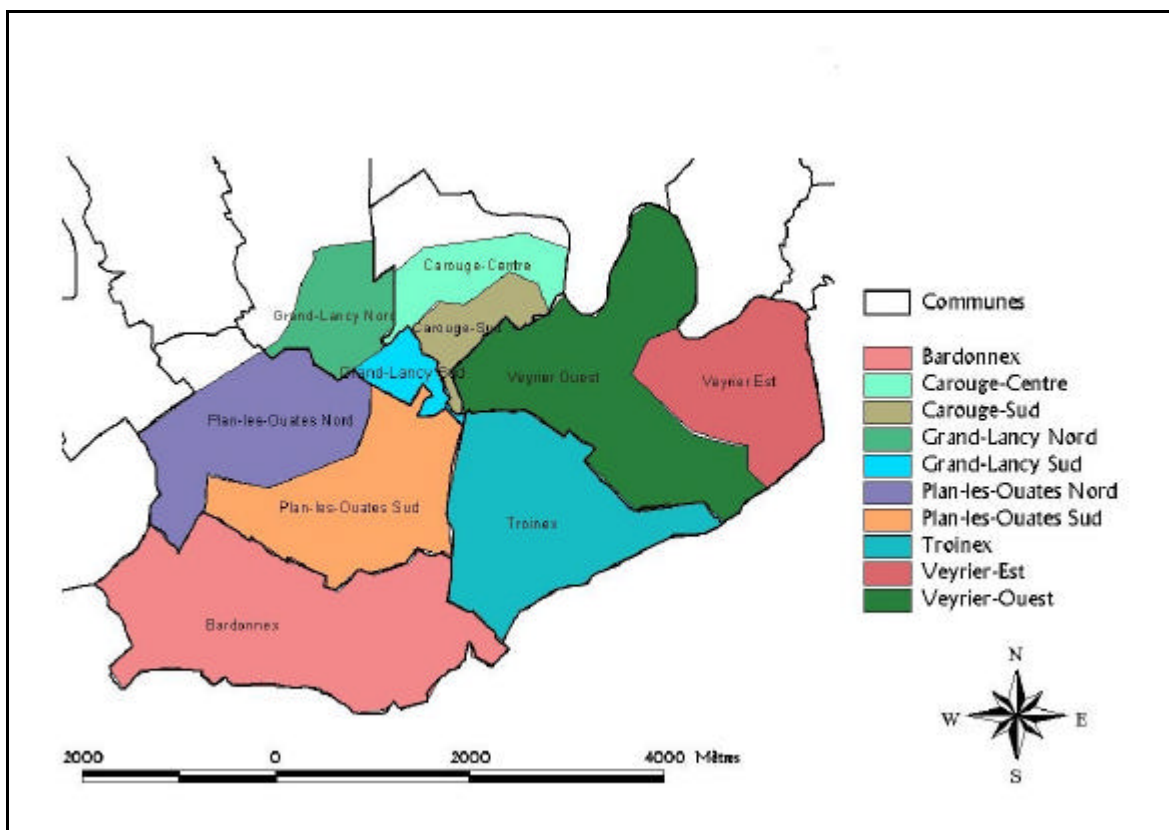 Carouge-Centre
Grand-Lancy Nord
Carouge-Sud
Grand-Lancy Sud
Veyrier Ouest
Veyrier Est
Plan-les-Ouates Nord
Plan-les-Ouates Sud
Troinex
Bardonnex
Communes
Bardonnex
Carouge-Centre
Carouge-Sud
Grand-Lancy Nord
Grand-Lancy Sud
Plan-les-Ouates Nord
Plan-les-Ouates Sud
Troinex
Veyrier-Est
Veyrier-Ouest
N
W E
S
2000 0 2000 4000 Mètres